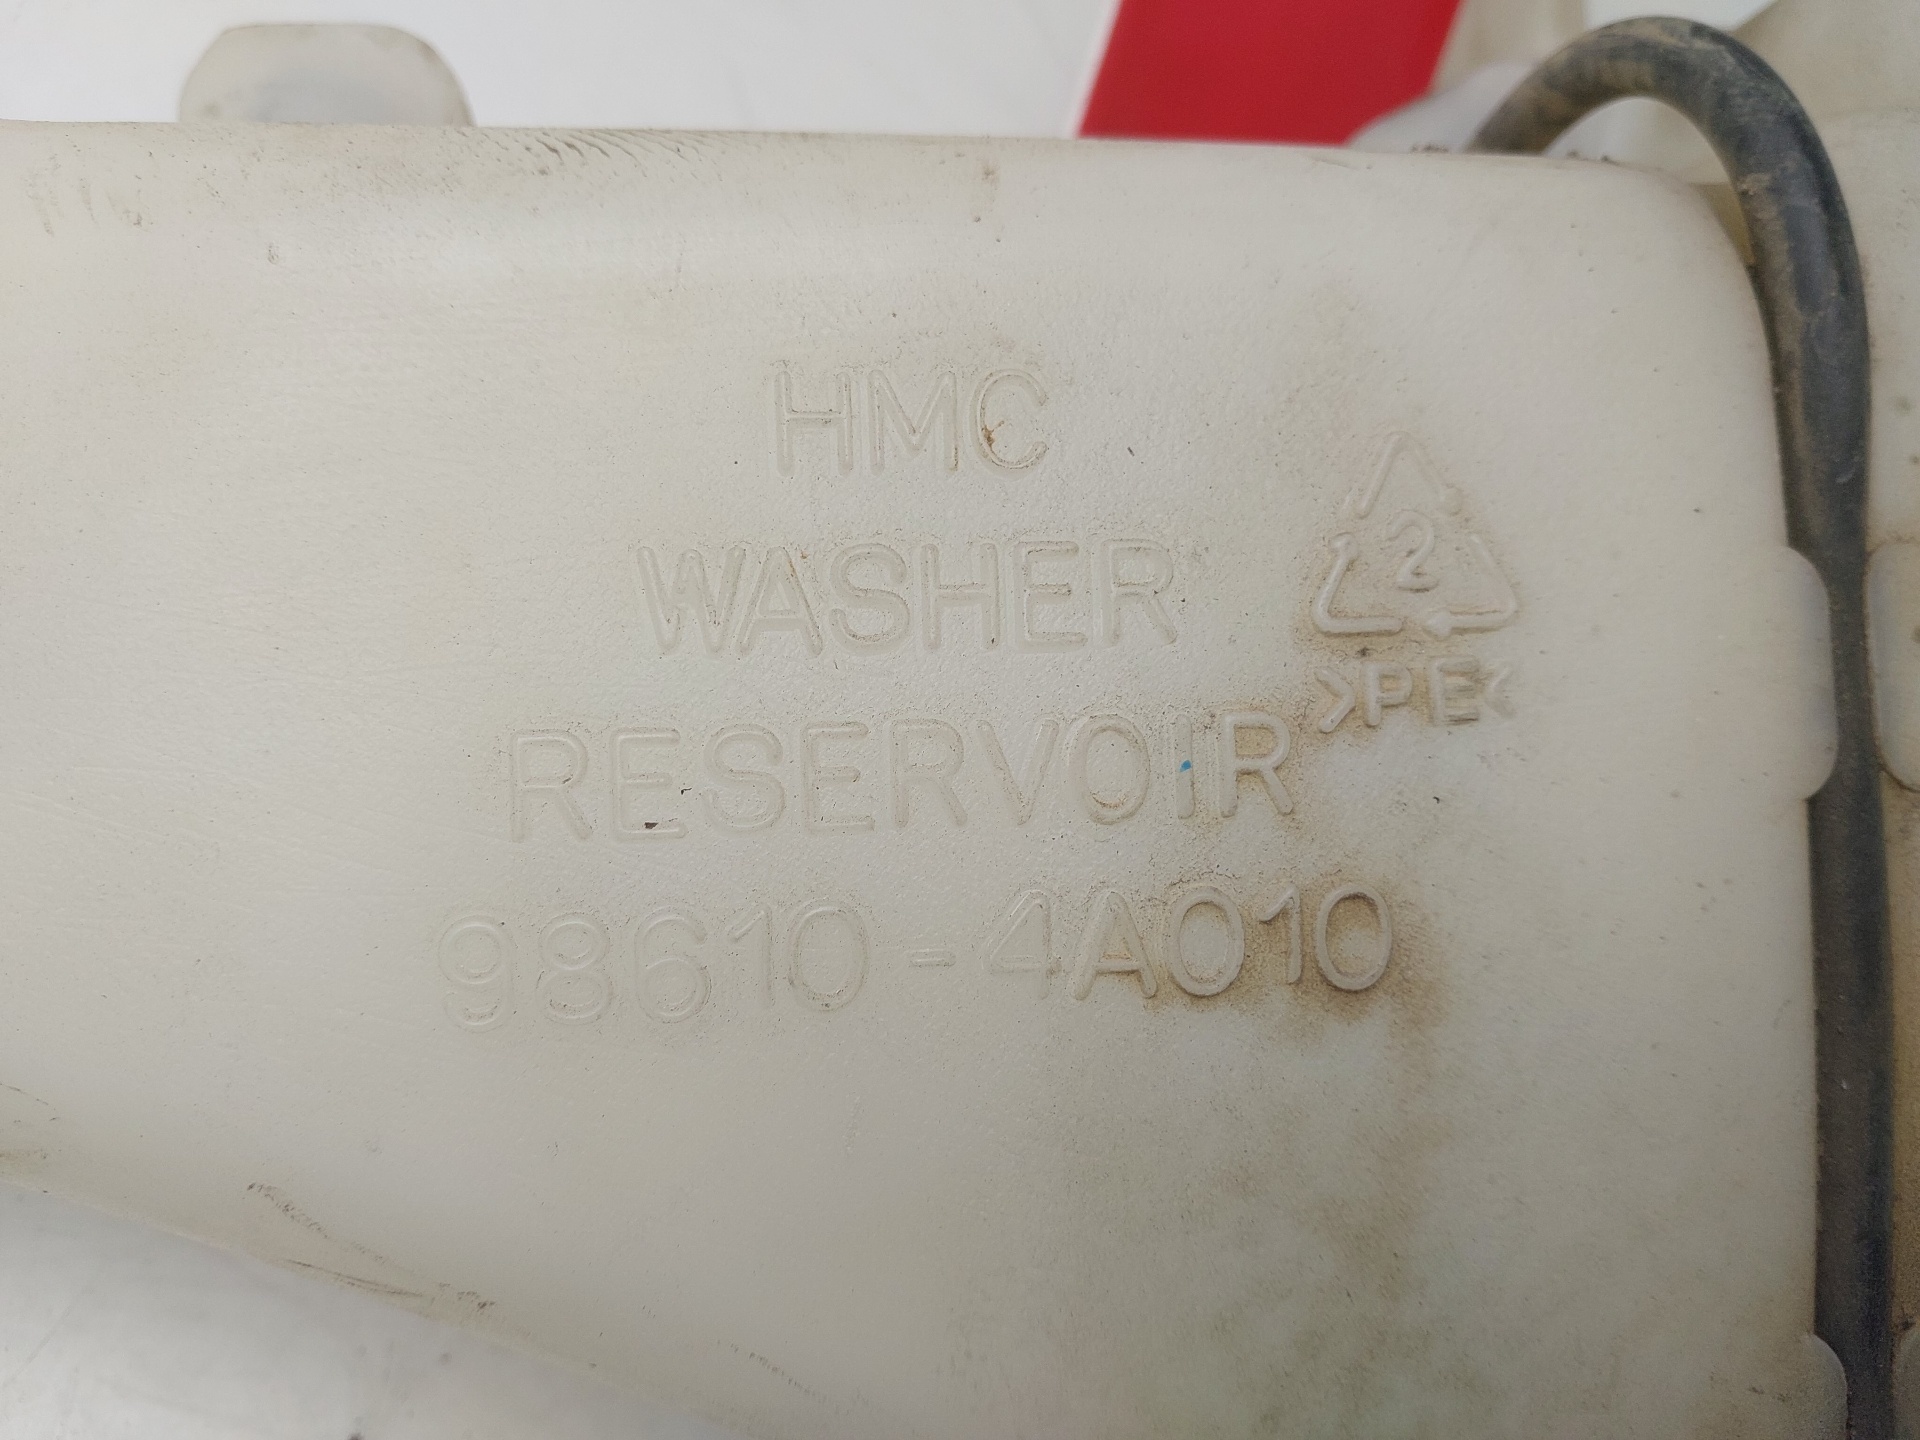 HMC
WASHER
2
>PE<
RESERVOIR
98610-4A010